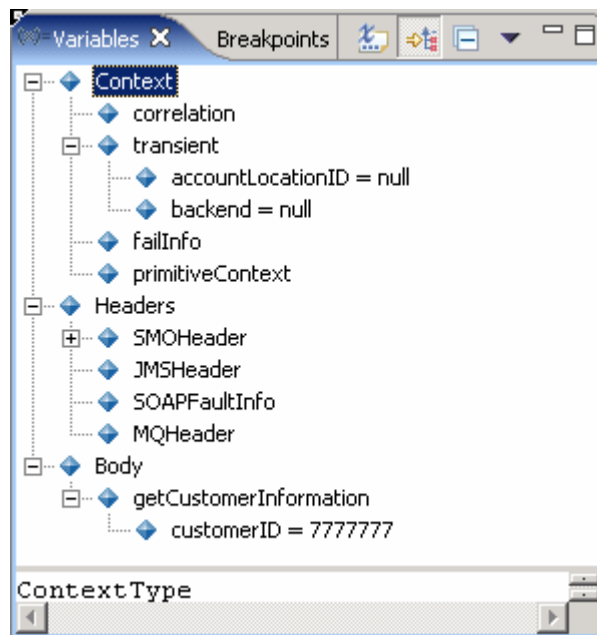 Variables Breakpoints
Context
correlation
transient
accountLocationID = null
backend = null
failInfo
primitiveContext
Headers
SMOHeader
JMSHeader
SOAPFaultInfo
MQHeader
Body
getCustomerInformation
customerID = 7777777
ContextType